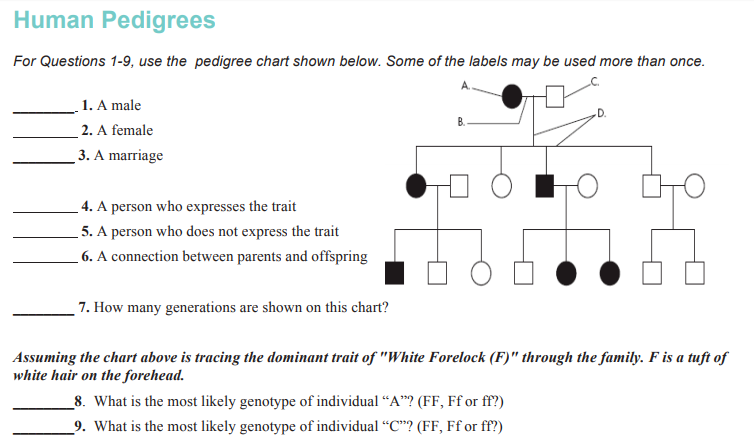 Human Pedigrees
For Questions 1-9, use the pedigree chart shown below. Some of the labels may be used more than once.
A.
C.
________ 1. A male
B.
D.
________ 2. A female
________ 3. A marriage
________ 4. A person who expresses the trait
________ 5. A person who does not express the trait
________ 6. A connection between parents and offspring
________ 7. How many generations are shown on this chart?
Assuming the chart above is tracing the dominant trait of "White Forelock (F)" through the family. F is a tuft of
white hair on the forehead.
________ 8. What is the most likely genotype of individual “A”? (FF, Ff or ff?)
________ 9. What is the most likely genotype of individual “C”? (FF, Ff or ff?)